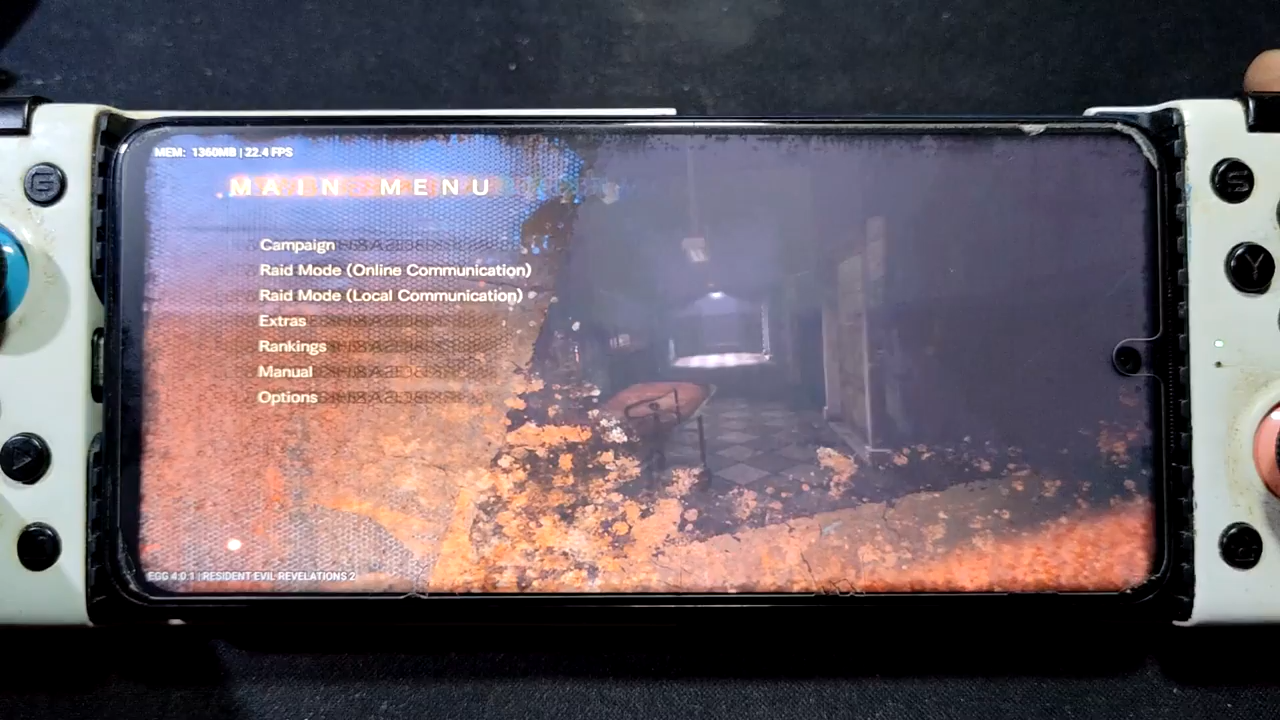 MEM: 1360MB | 22.4 FPS
MAIN MENU
Campaign
Raid Mode (Online Communication)
Raid Mode (Local Communication)
Extras
Rankings
Manual
Options
EGG 4.0.1 | RESIDENT EVIL REVELATIONS 2
G
S
Y